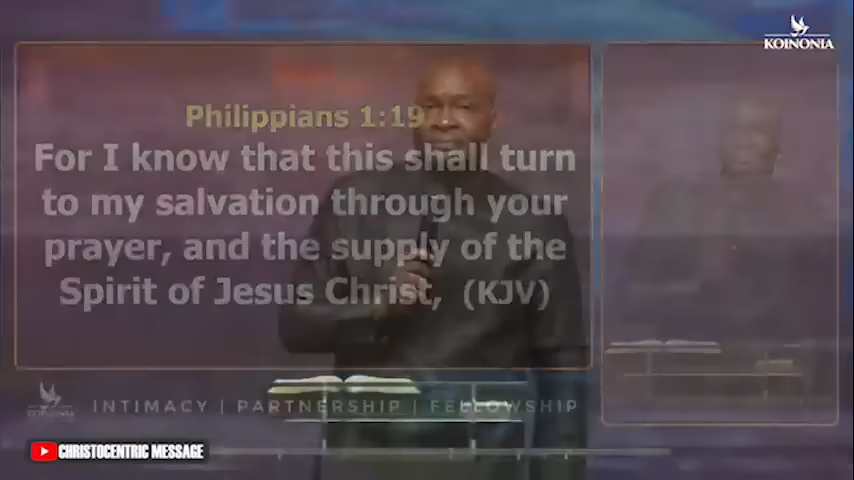 KOINONIA
Philippians 1:19
For I know that this shall turn
to my salvation through your
prayer, and the supply of the
Spirit of Jesus Christ, (KJV)
KOINONIA
INTIMACY | PARTNERSHIP | FELLOWSHIP
CHRISTOCENTRIC MESSAGE